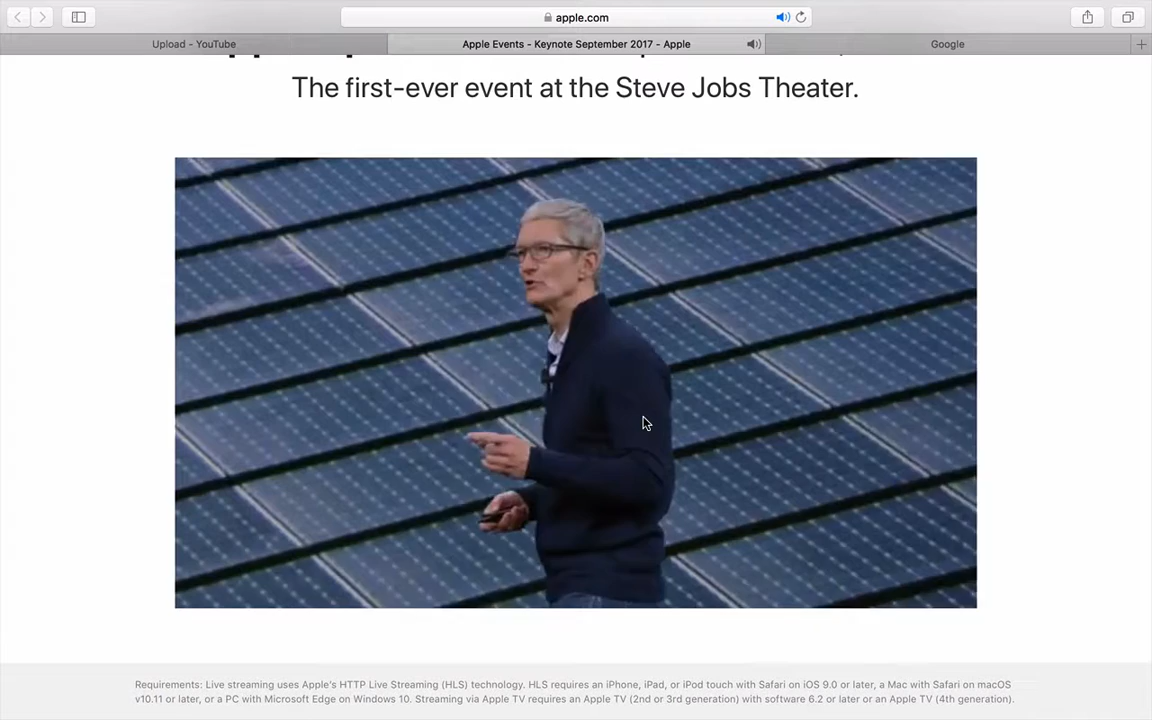 apple.com
Upload - YouTube
Apple Events - Keynote September 2017 - Apple
Google
The first-ever event at the Steve Jobs Theater.
Requirements: Live streaming uses Apple's HTTP Live Streaming (HLS) technology. HLS requires an iPhone, iPad, or iPod touch with Safari on iOS 9.0 or later, a Mac with Safari on macOS
v10.11 or later, or a PC with Microsoft Edge on Windows 10. Streaming via Apple TV requires an Apple TV (2nd or 3rd generation) with software 6.2 or later or an Apple TV (4th generation).